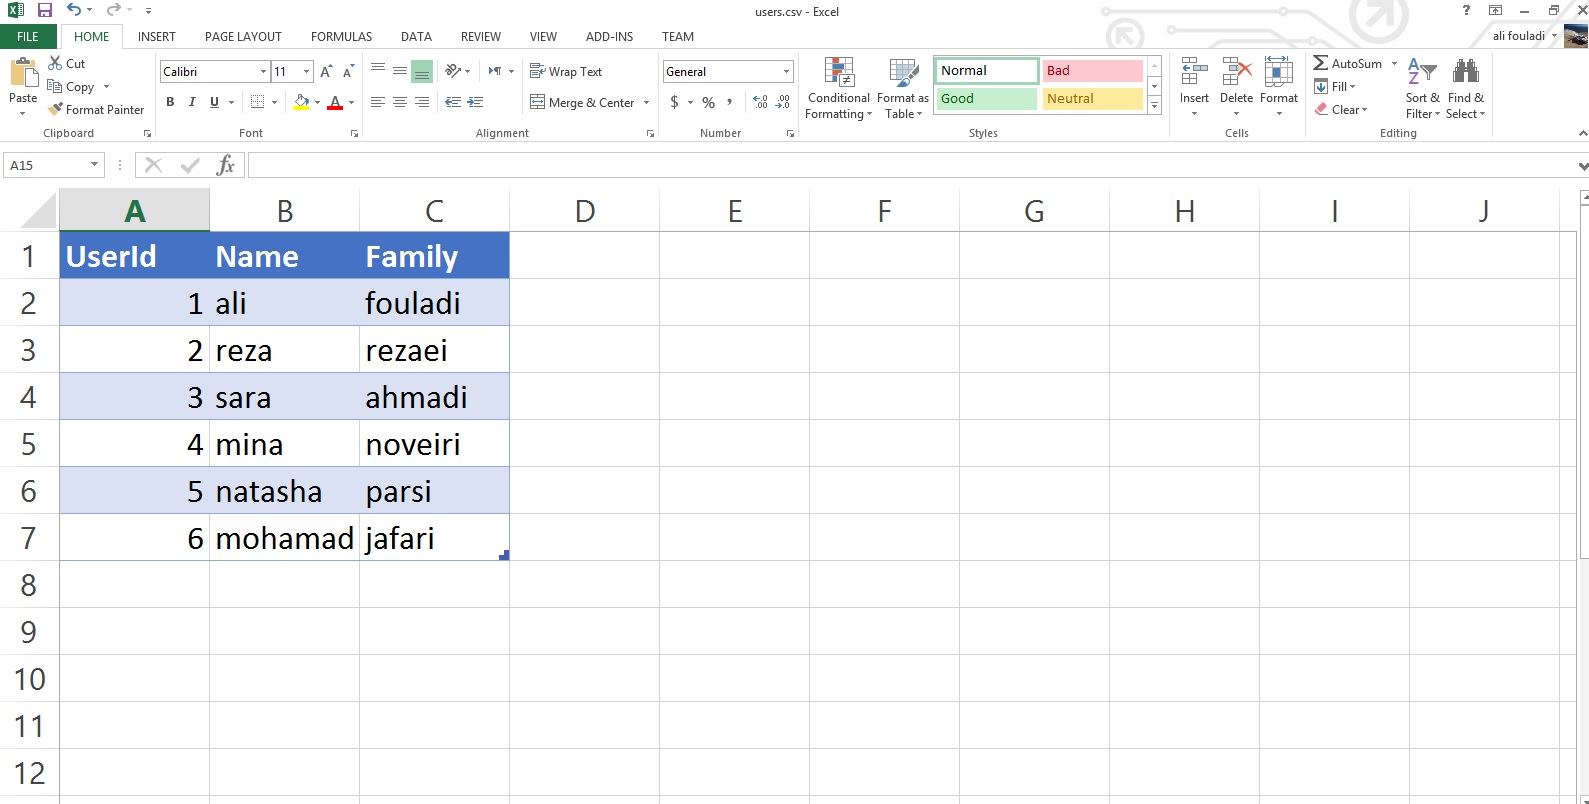 users.csv - Excel
?
FILE HOME INSERT PAGE LAYOUT FORMULAS DATA REVIEW VIEW ADD-INS TEAM ali fouladi
Paste
Cut
Copy
Format Painter
Clipboard
Calibri 11 A A
B I U A
Font
Wrap Text
Merge & Center
Alignment
General
$ % , .00 .00
Number
Conditional Formatting
Format as Table
Normal Bad
Good Neutral
Styles
Insert Delete Format
Cells
AutoSum
Fill
Clear
Sort & Filter
Find & Select
Editing
A15 fx
A B C D E F G H I J
1 UserId Name Family
2 1 ali fouladi
3 2 reza rezaei
4 3 sara ahmadi
5 4 mina noveiri
6 5 natasha parsi
7 6 mohamad jafari
8
9
10
11
12